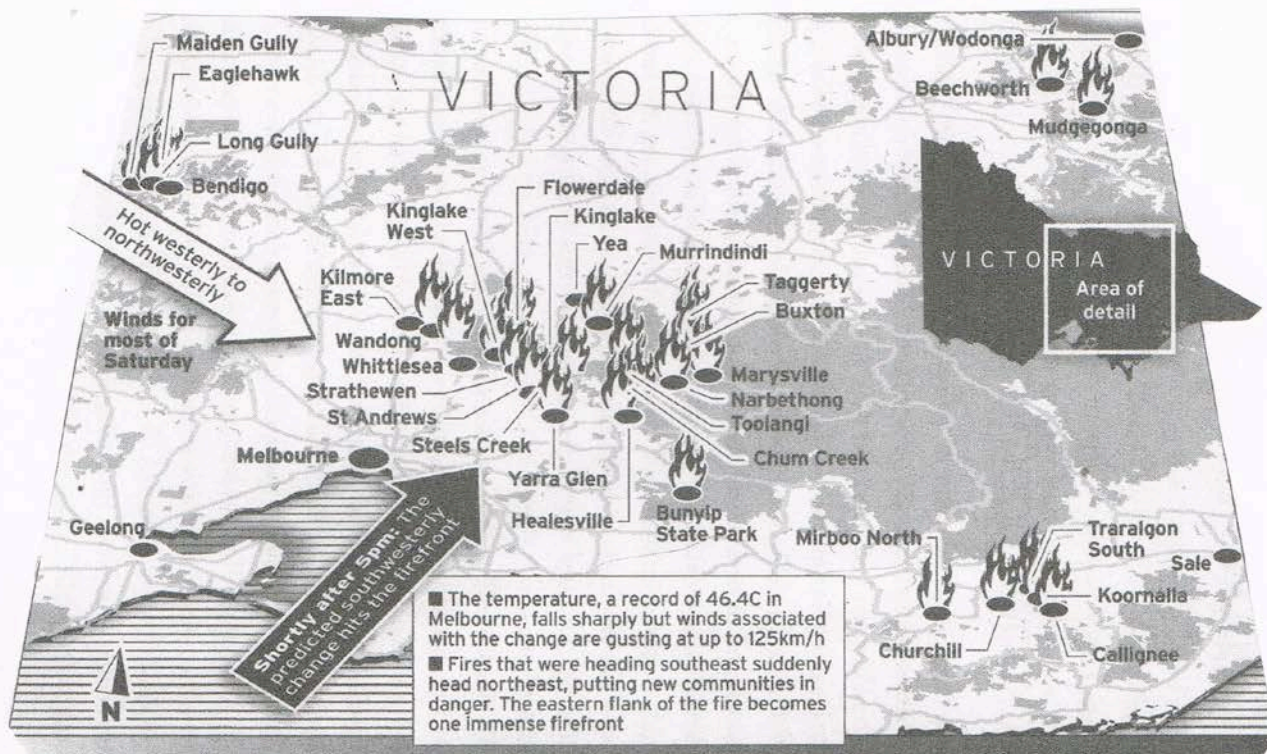 Maiden Gully
Eaglehawk
Long Gully
Bendigo
VICTORIA
Albury/Wodonga
Beechworth
Mudgegonga
Hot westerly to
northwesterly
Winds for
most of
Saturday
Kinglake
West
Flowerdale
Kinglake
Yea
Murrindindi
Taggerty
Buxton
Kilmore
East
Wandong
Whittlesea
Strathewen
St Andrews
Steels Creek
Marysville
Narbethong
Toolangi
Chum Creek
Yarra Glen
Healesville
Bunyip
State Park
VICTORIA
Area of
detail
Melbourne
Geelong
Shortly after 5pm: The
predicted southwesterly
change hits the firefront
Mirboo North
Traralgon
South
Sale
Koornalla
Churchill
Callignee
■ The temperature, a record of 46.4C in
Melbourne, falls sharply but winds associated
with the change are gusting at up to 125km/h
■ Fires that were heading southeast suddenly
head northeast, putting new communities in
danger. The eastern flank of the fire becomes
one immense firefront
N